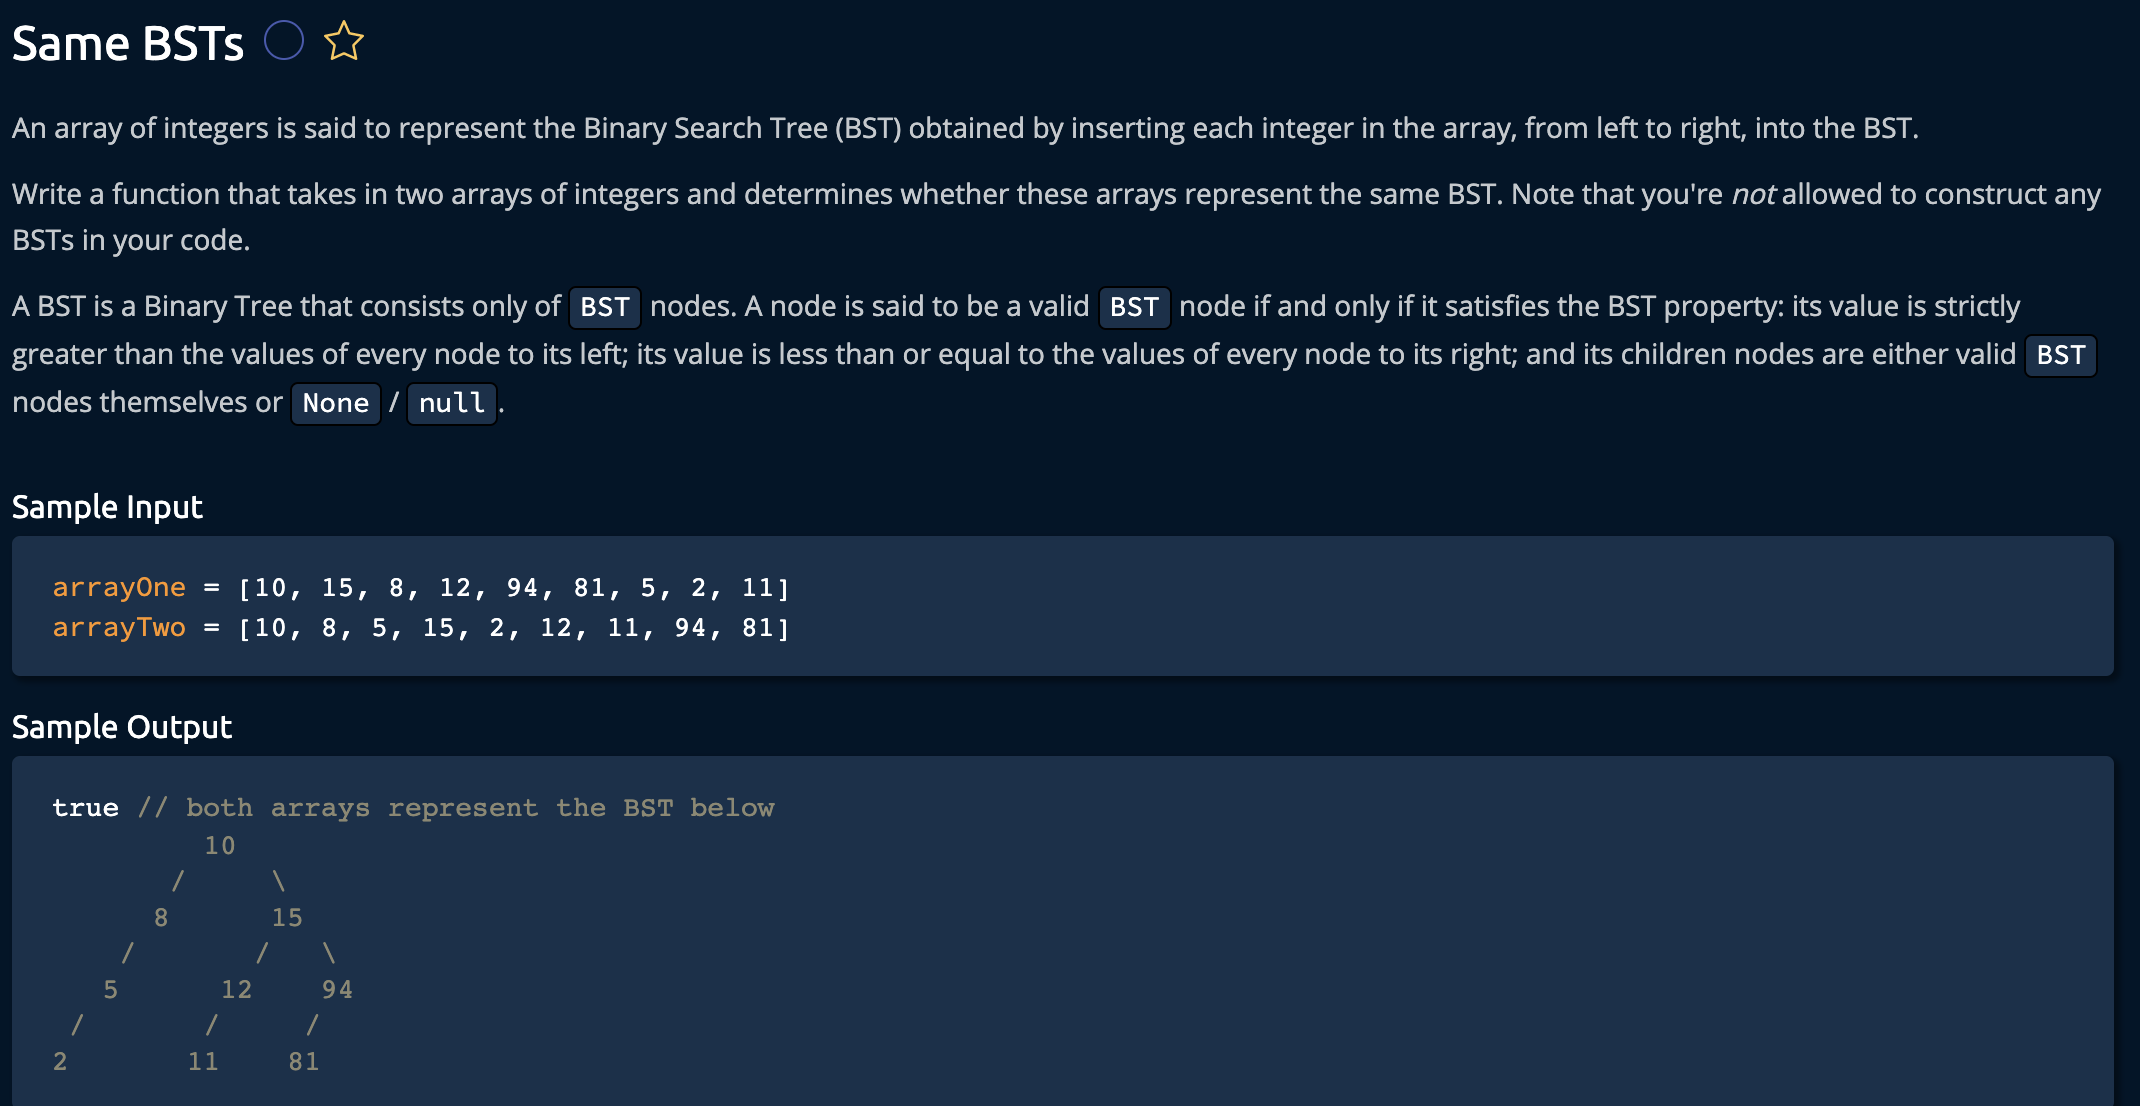 Same BSTs
An array of integers is said to represent the Binary Search Tree (BST) obtained by inserting each integer in the array, from left to right, into the BST.
Write a function that takes in two arrays of integers and determines whether these arrays represent the same BST. Note that you're not allowed to construct any
BSTs in your code.
A BST is a Binary Tree that consists only of BST nodes. A node is said to be a valid BST node if and only if it satisfies the BST property: its value is strictly
greater than the values of every node to its left; its value is less than or equal to the values of every node to its right; and its children nodes are either valid BST
nodes themselves or None / null .
Sample Input
arrayOne = [10, 15, 8, 12, 94, 81, 5, 2, 11]
arrayTwo = [10, 8, 5, 15, 2, 12, 11, 94, 81]
Sample Output
true // both arrays represent the BST below
         10
       /     \
      8      15
    /       /   \
   5      12    94
 /       /     /
2       11    81